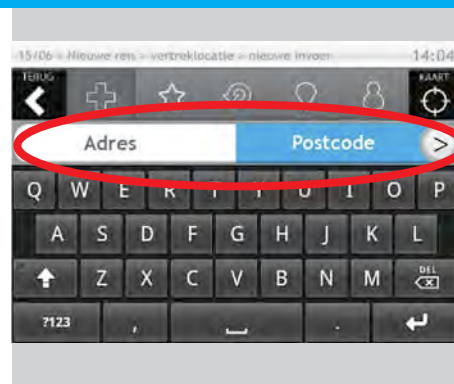 15/06 > Nieuwe reis > vertreklocatie > nieuwe invoer 14:04
TERUG KAART
Adres Postcode >
Q W E R T Y U I O P
A S D F G H J K L
Z X C V B N M DEL
?123 , .